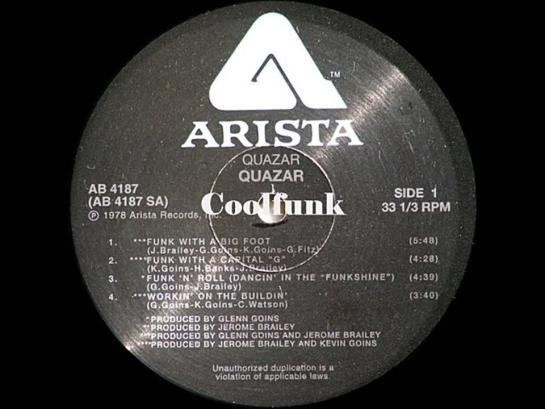 TM
ARISTA
QUAZAR
QUAZAR
AB 4187
(AB 4187 SA)
Ⓟ 1978 Arista Records, Inc.
Coolfunk
SIDE 1
33 1/3 RPM
1. ***FUNK WITH A BIG FOOT (5:48)
(J.Brailey-G.Goins-K.Goins-G.Fitz)
2. ****FUNK WITH A CAPITAL "G" (4:28)
(K.Goins-H.Banks-J.Brailey)
3. *FUNK 'N' ROLL (DANCIN' IN THE "FUNKSHINE") (4:39)
(G.Goins-J.Brailey)
4. **WORKIN' ON THE BUILDIN' (3:40)
(G.Goins-K.Goins-C.Watson)
*PRODUCED BY GLENN GOINS
**PRODUCED BY JEROME BRAILEY
***PRODUCED BY GLENN GOINS AND JEROME BRAILEY
****PRODUCED BY JEROME BRAILEY AND KEVIN GOINS
Unauthorized duplication is a
violation of applicable laws.